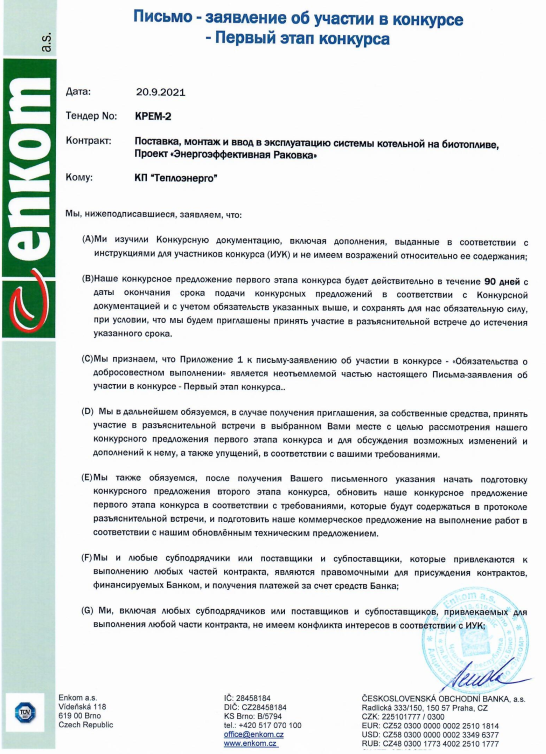 Письмо - заявление об участии в конкурсе
- Первый этап конкурса
enkom a.s.
Дата: 20.9.2021
Тендер No: КРЕМ-2
Контракт: Поставка, монтаж и ввод в эксплуатацию системы котельной на биотопливе,
Проект «Энергоэффективная Раковка»
Кому: КП “Теплоэнерго”
Мы, нижеподписавшиеся, заявляем, что:
(A)Ми изучили Конкурсную документацию, включая дополнения, выданные в соответствии с
инструкциями для участников конкурса (ИУК) и не имеем возражений относительно ее содержания;
(B)Наше конкурсное предложение первого этапа конкурса будет действительно в течение 90 дней с
даты окончания срока подачи конкурсных предложений в соответствии с Конкурсной
документацией и с учетом обязательств указанных выше, и сохранять для нас обязательную силу,
при условии, что мы будем приглашены принять участие в разъяснительной встрече до истечения
указанного срока.
(C)Мы признаем, что Приложение 1 к письму-заявлению об участии в конкурсе - «Обязательства о
добросовестном выполнении» является неотъемлемой частью настоящего Письма-заявления об
участии в конкурсе - Первый этап конкурса..
(D) Мы в дальнейшем обязуемся, в случае получения приглашения, за собственные средства, принять
участие в разъяснительной встречи в выбранном Вами месте с целью рассмотрения нашего
конкурсного предложения первого этапа конкурса и для обсуждения возможных изменений и
дополнений к нему, а также упущений, в соответствии с вашими требованиями.
(E)Мы также обязуемся, после получения Вашего письменного указания начать подготовку
конкурсного предложения второго этапа конкурса, обновить наше конкурсное предложение
первого этапа конкурса в соответствии с требованиями, которые будут содержаться в протоколе
разъяснительной встречи, и подготовить наше коммерческое предложение на выполнение работ в
соответствии с нашим обновлённым техническим предложением.
(F)Мы и любые субподрядчики или поставщики и субпоставщики, которые привлекаются к
выполнению любых частей контракта, являются правомочными для присуждения контрактов,
финансируемых Банком, и получения платежей за счет средств Банка;
(G) Ми, включая любых субподрядчиков или поставщиков и субпоставщиков, привлекаемых для
выполнения любой части контракта, не имеем конфликта интересов в соответствии с ИУК;
Enkom a.s.
Enkom a.s.
Vídeňská 118
619 00 Brno
Czech Republic
IČ: 28458184
DIČ: CZ28458184
KS Brno: B/5794
tel.: +420 517 070 100
office@enkom.cz
www.enkom.cz
ČESKOSLOVENSKÁ OBCHODNÍ BANKA, a.s.
Radlická 333/150, 150 57 Praha, CZ
CZK: 225101777 / 0300
EUR: CZ52 0300 0000 0002 2510 1814
USD: CZ58 0300 0000 0002 3349 6377
RUB: CZ48 0300 1773 4002 2510 1777